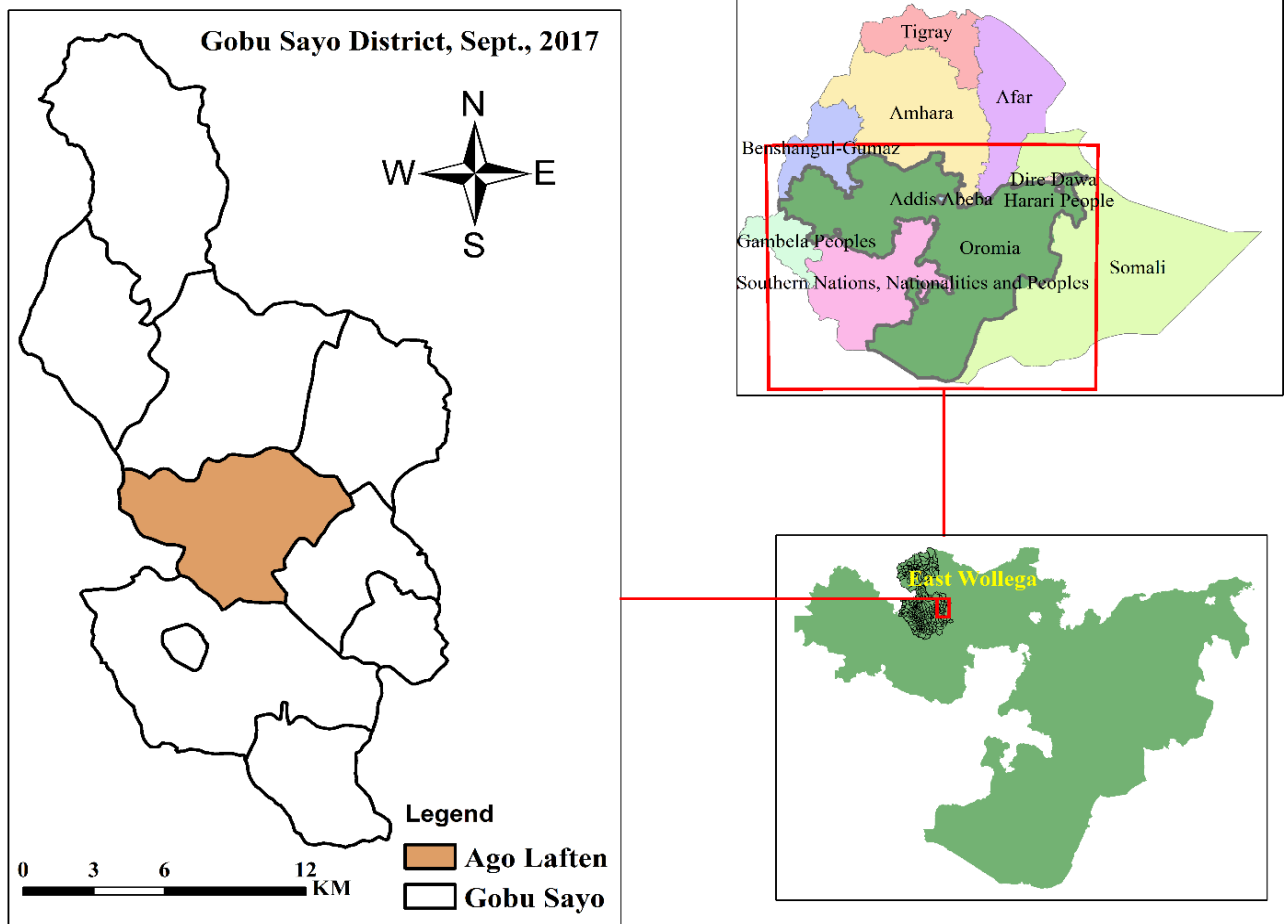 Gobu Sayo District, Sept., 2017
N
W E
S
Legend
Ago Laften
Gobu Sayo
0 3 6 12
KM
Tigray
Afar
Amhara
Benshangul-Gumaz
Dire Dawa
Addis Abeba
Harari People
Gambela Peoples
Oromia
Somali
Southern Nations, Nationalities and Peoples
East Wollega